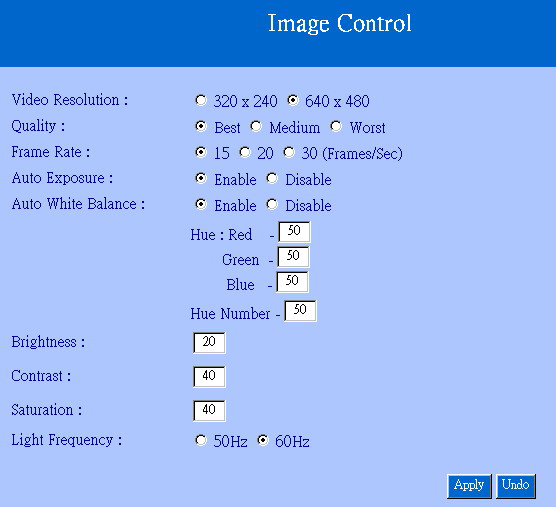 Image Control
Video Resolution : 320 x 240 640 x 480
Quality : Best Medium Worst
Frame Rate : 15 20 30 (Frames/Sec)
Auto Exposure : Enable Disable
Auto White Balance : Enable Disable
Hue : Red - 50
Green - 50
Blue - 50
Hue Number - 50
Brightness : 20
Contrast : 40
Saturation : 40
Light Frequency : 50Hz 60Hz
Apply Undo